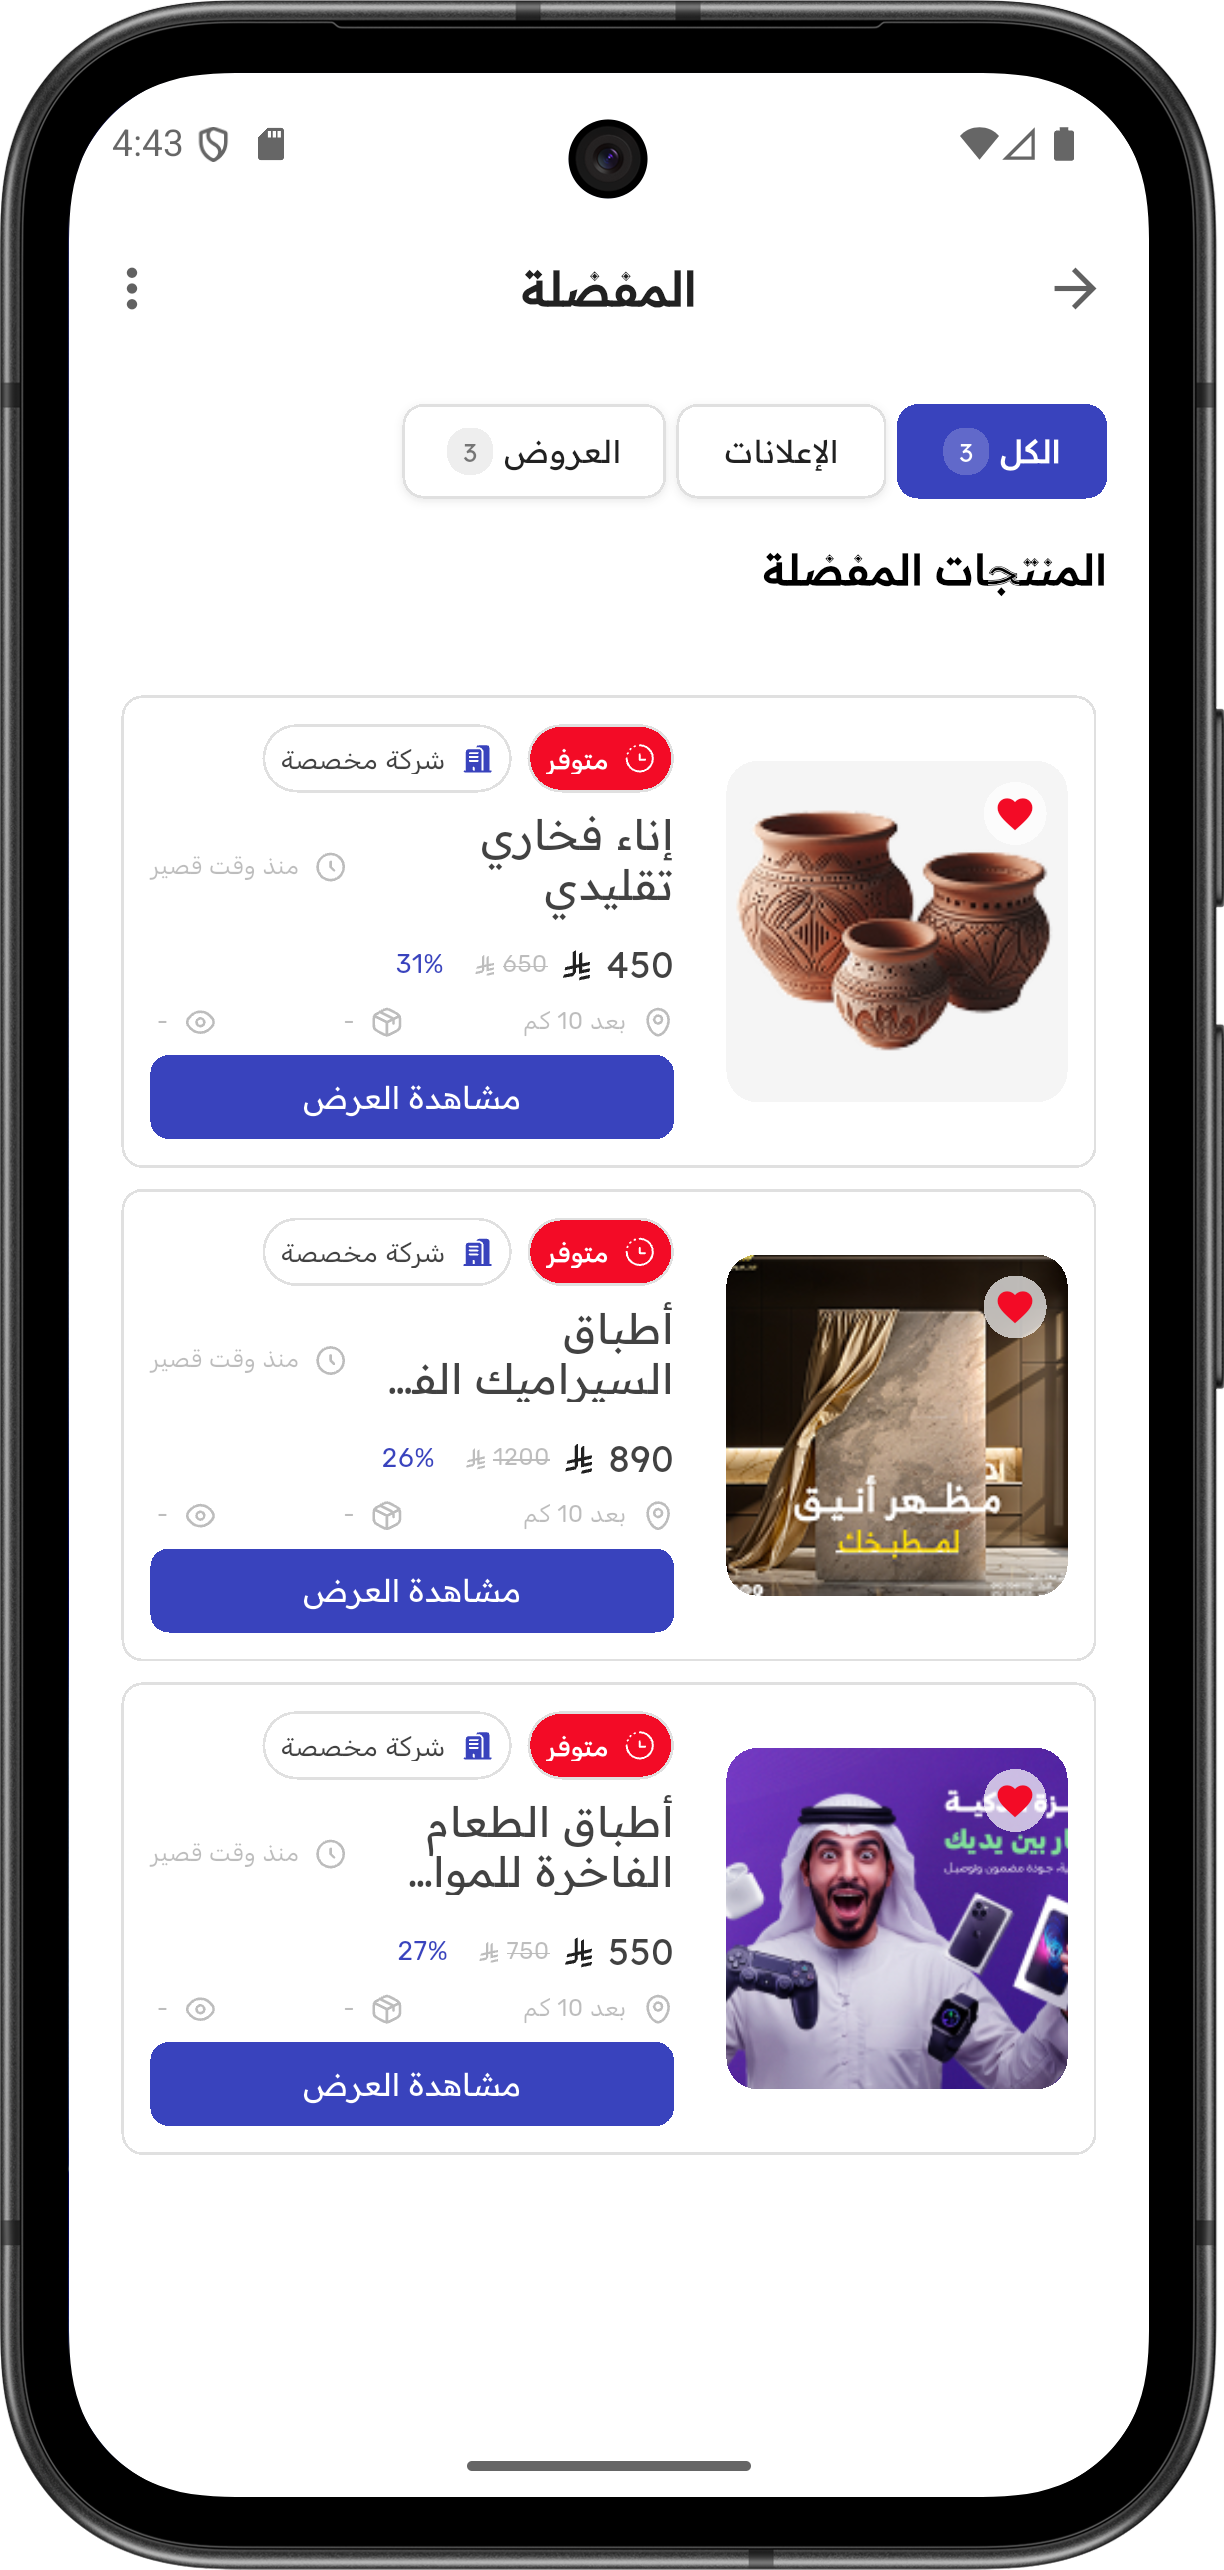 4:43
المفضلة
الكل 3
الإعلانات
العروض 3
المنتجات المفضلة
متوفر
شركة مخصصة
إناء فخاري
تقليدي
منذ وقت قصير
450 650 31%
بعد 10 كم - -
مشاهدة العرض
متوفر
شركة مخصصة
أطباق
السيراميك الف...
منذ وقت قصير
890 1200 26%
بعد 10 كم - -
مشاهدة العرض
مظهر أنيق
لمطبخك
متوفر
شركة مخصصة
أطباق الطعام
الفاخرة للموا...
منذ وقت قصير
550 750 27%
بعد 10 كم - -
مشاهدة العرض
بين يديك
جودة مضمون وتوصيل